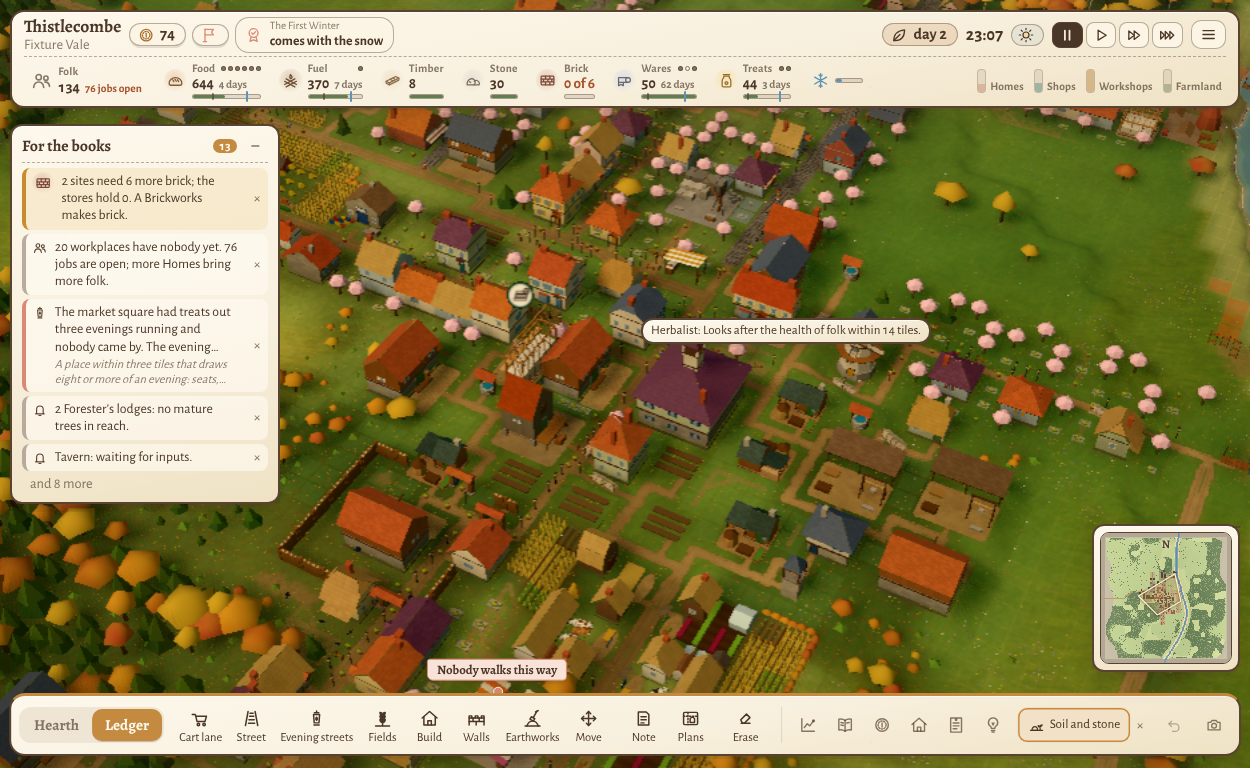 Thistlecombe
Fixture Vale
74
The First Winter
comes with the snow
day 2
23:07
Folk
134 76 jobs open
Food
644 4 days
Fuel
370 7 days
Timber
8
Stone
30
Brick
0 of 6
Wares
50 62 days
Treats
44 3 days
Homes
Shops
Workshops
Farmland
For the books
13
2 sites need 6 more brick; the
stores hold 0. A Brickworks
makes brick.
20 workplaces have nobody yet. 76
jobs are open; more Homes bring
more folk.
The market square had treats out
three evenings running and
nobody came by. The evening...
A place within three tiles that draws
eight or more of an evening: seats,...
2 Forester's lodges: no mature
trees in reach.
Tavern: waiting for inputs.
and 8 more
Herbalist: Looks after the health of folk within 14 tiles.
N
Nobody walks this way
Hearth
Ledger
Cart lane
Street
Evening streets
Fields
Build
Walls
Earthworks
Move
Note
Plans
Erase
Soil and stone